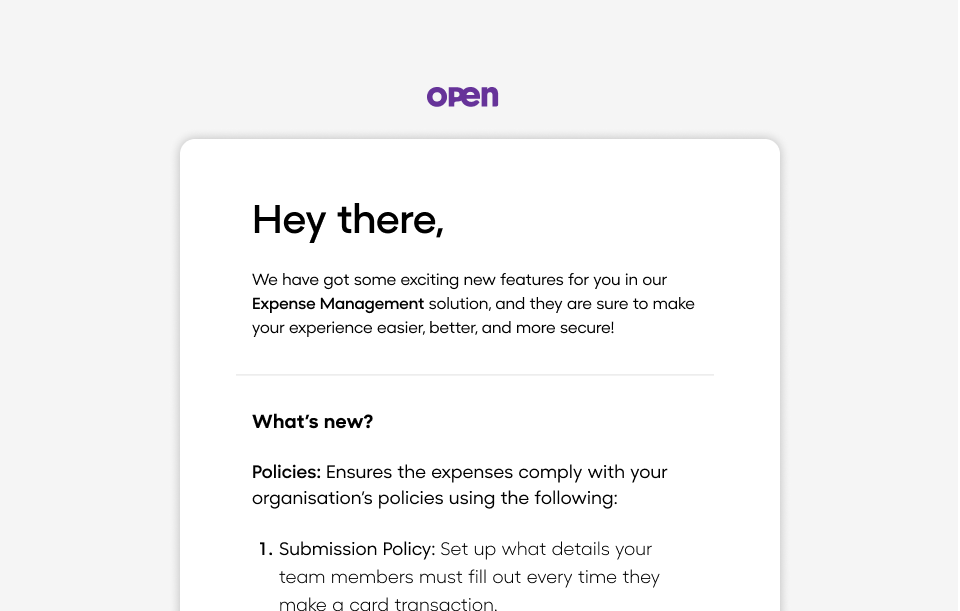 open
Hey there,
We have got some exciting new features for you in our
Expense Management solution, and they are sure to make
your experience easier, better, and more secure!
What's new?
Policies: Ensures the expenses comply with your
organisation's policies using the following:
1. Submission Policy: Set up what details your
team members must fill out every time they
make a card transaction.